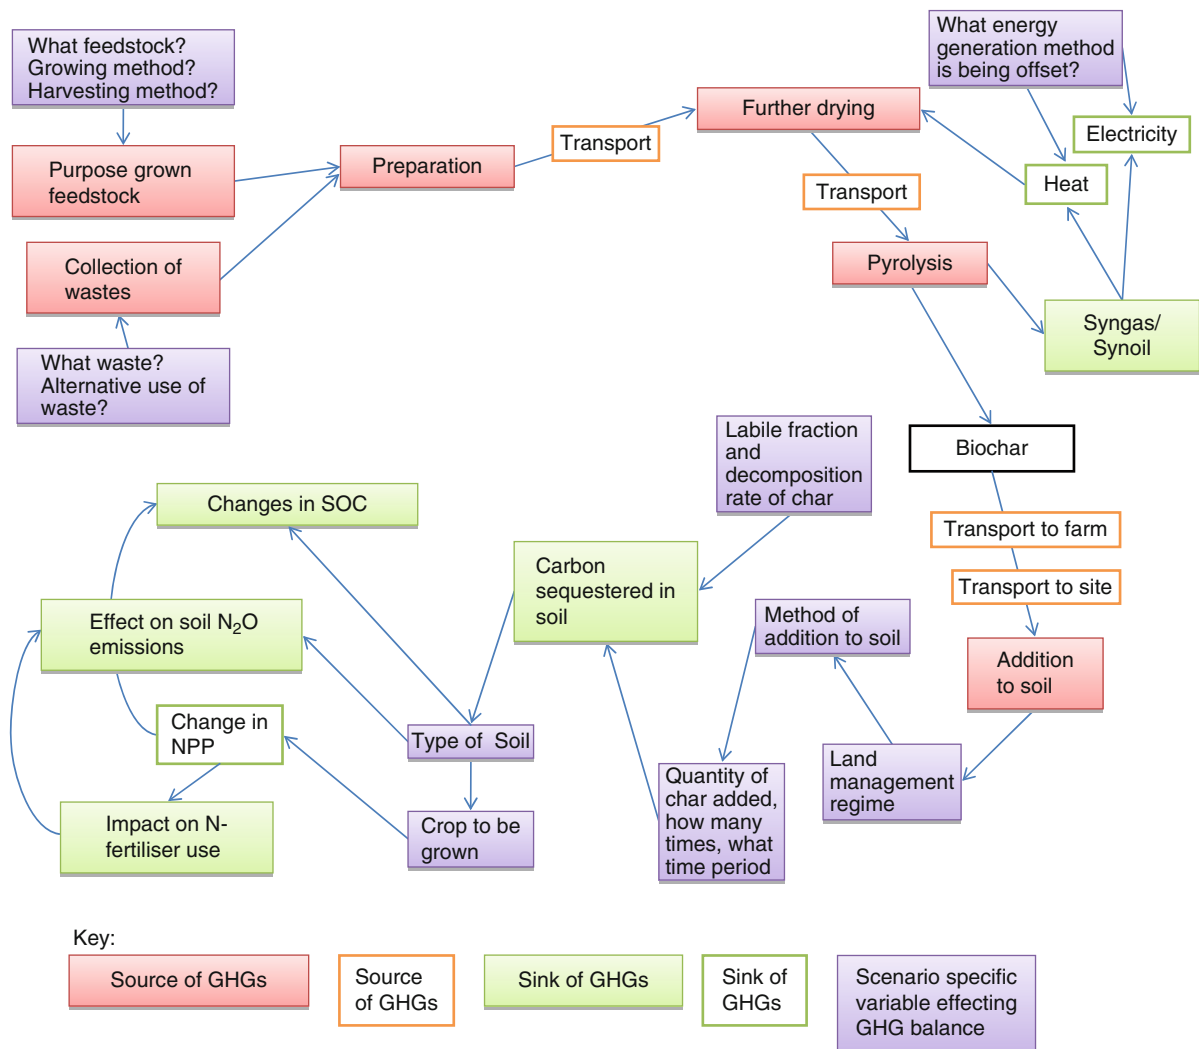 What feedstock?
Growing method?
Harvesting method?
What energy
generation method
is being offset?
Further drying
Electricity
Transport
Preparation
Purpose grown
feedstock
Transport
Heat
Collection of
wastes
Pyrolysis
Syngas/
Synoil
What waste?
Alternative use of
waste?
Labile fraction
and
decomposition
rate of char
Biochar
Changes in SOC
Transport to farm
Carbon
sequestered in
soil
Transport to site
Effect on soil N₂O
emissions
Method of
addition to soil
Addition
to soil
Change in
NPP
Type of Soil
Land
management
regime
Quantity of
char added,
how many
times, what
time period
Impact on N-
fertiliser use
Crop to be
grown
Key:
Source of GHGs
Source
of GHGs
Sink of GHGs
Sink of
GHGs
Scenario specific
variable effecting
GHG balance